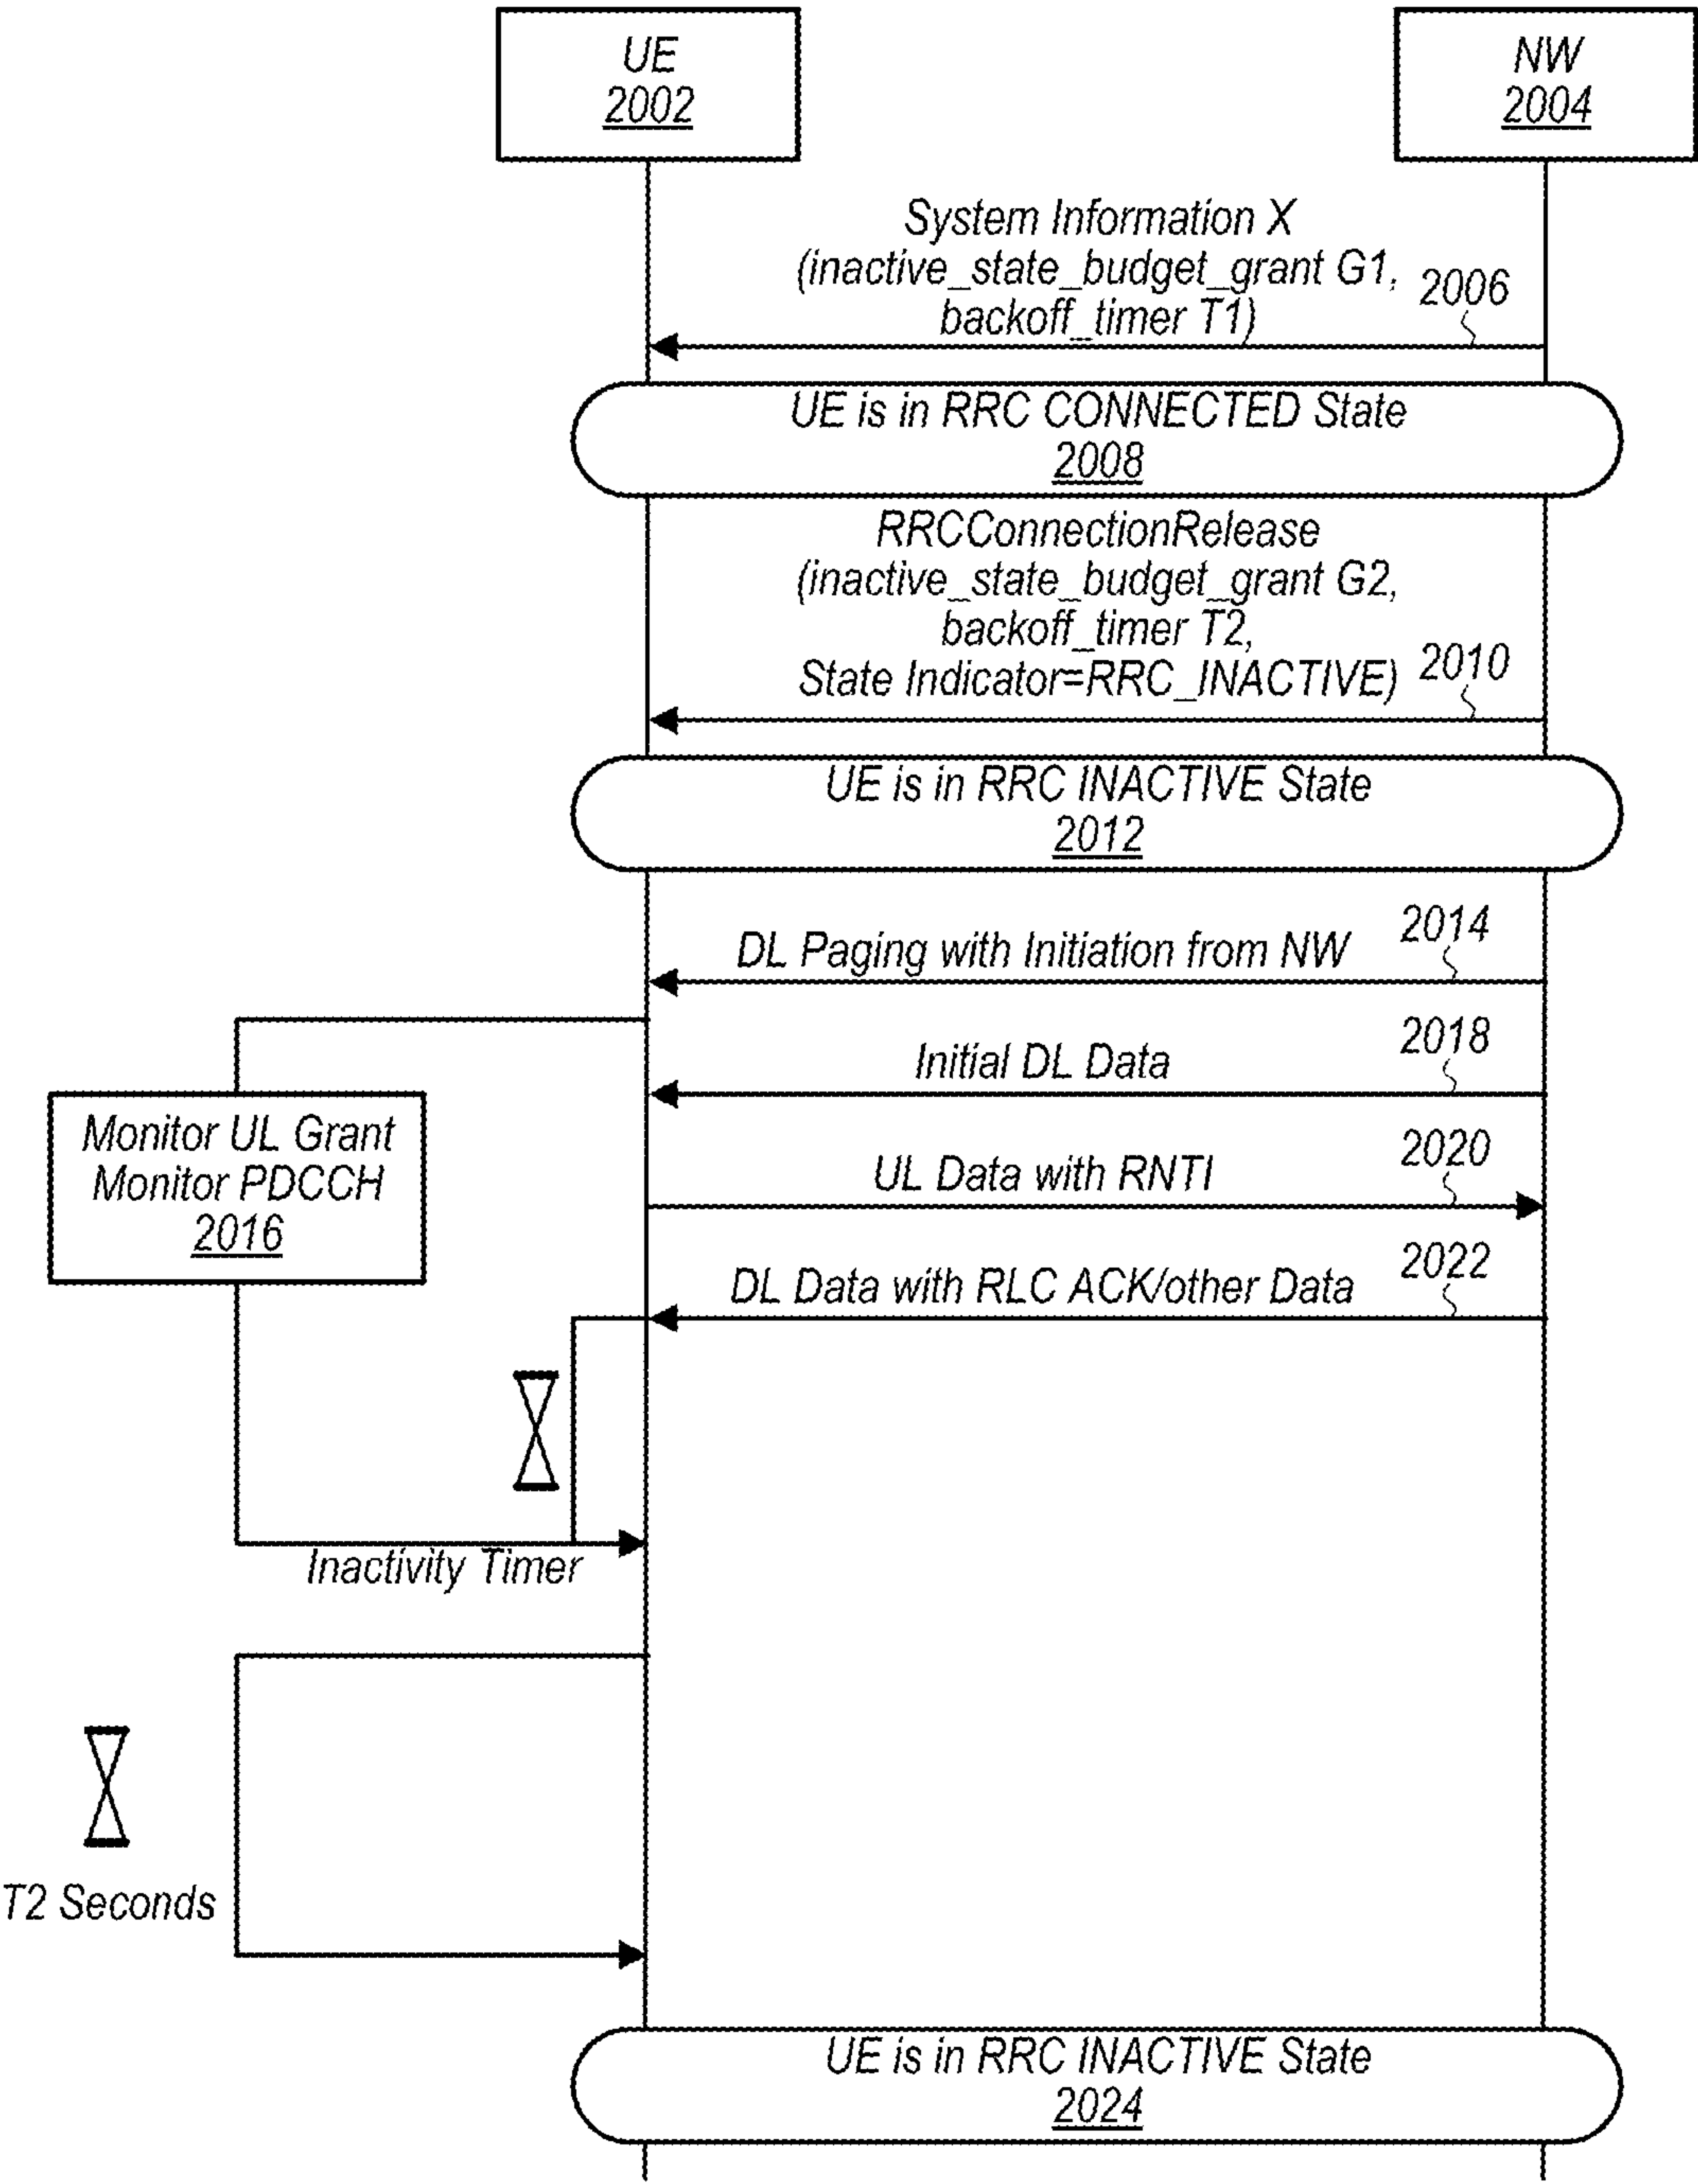 UE
2002
NW
2004
System Information X
(inactive_state_budget_grant G1,
backoff_timer T1)
2006
UE is in RRC CONNECTED State
2008
RRCConnectionRelease
(inactive_state_budget_grant G2,
backoff_timer T2,
State Indicator=RRC_INACTIVE)
2010
UE is in RRC INACTIVE State
2012
DL Paging with Initiation from NW
2014
Initial DL Data
2018
Monitor UL Grant
Monitor PDCCH
2016
UL Data with RNTI
2020
DL Data with RLC ACK/other Data
2022
Inactivity Timer
T2 Seconds
UE is in RRC INACTIVE State
2024